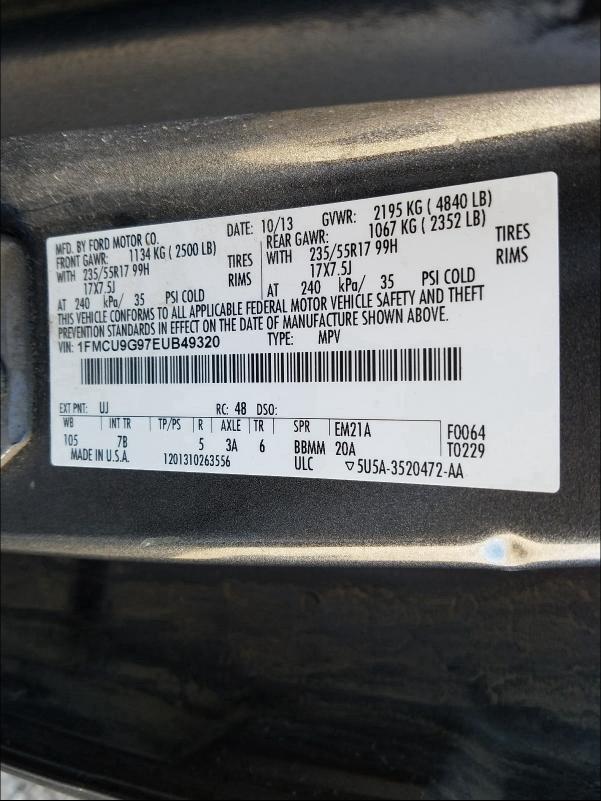 MFD. BY FORD MOTOR CO. DATE: 10/13 GVWR: 2195 KG ( 4840 LB)
FRONT GAWR: 1134 KG ( 2500 LB) REAR GAWR: 1067 KG ( 2352 LB)
WITH 235/55R17 99H TIRES WITH 235/55R17 99H TIRES
17X7.5J RIMS 17X7.5J RIMS
AT 240 kPa/ 35 PSI COLD AT 240 kPa/ 35 PSI COLD
THIS VEHICLE CONFORMS TO ALL APPLICABLE FEDERAL MOTOR VEHICLE SAFETY AND THEFT
PREVENTION STANDARDS IN EFFECT ON THE DATE OF MANUFACTURE SHOWN ABOVE.
VIN: 1FMCU9G97EUB49320 TYPE: MPV
EXT PNT: UJ RC: 48 DSO:
WB INT TR TP/PS R AXLE TR SPR EM21A F0064
105 7B 5 3A 6 BBMM 20A T0229
MADE IN U.S.A. 1201310263556 ULC ▽5U5A-3520472-AA